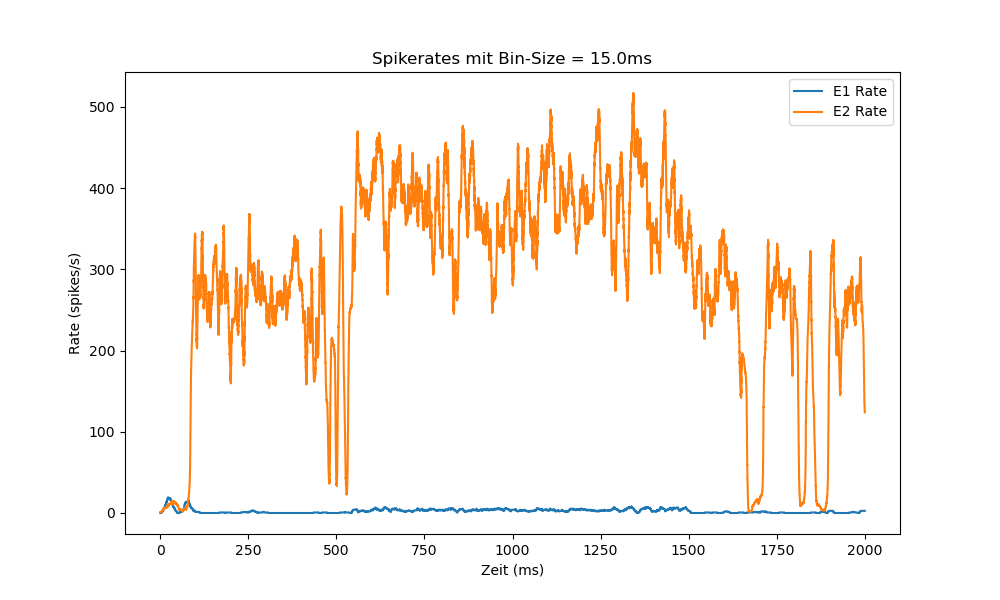 Spikerates mit Bin-Size = 15.0ms
E1 Rate
E2 Rate
Rate (spikes/s)
500
400
300
200
100
0
0 250 500 750 1000 1250 1500 1750 2000
Zeit (ms)